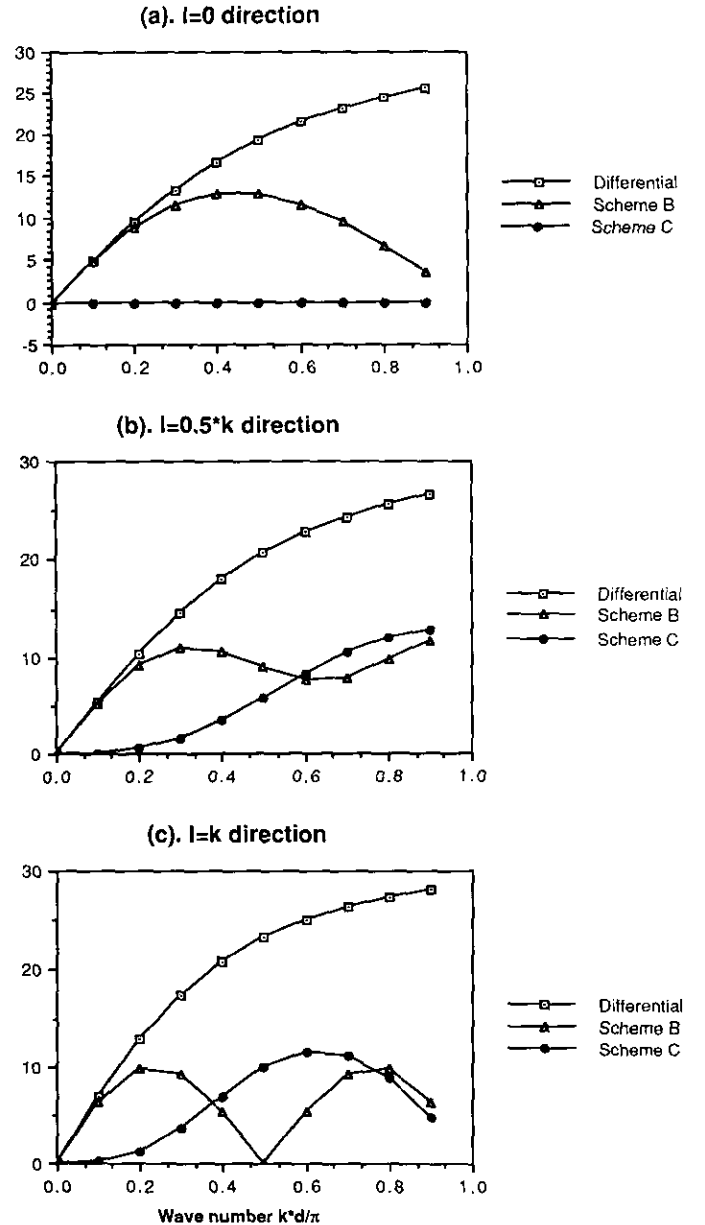 (a). l=0 direction
30
25
20
15
10
5
0
-5
0.0 0.2 0.4 0.6 0.8 1.0
Differential
Scheme B
Scheme C
(b). l=0.5*k direction
30
20
10
0
0.0 0.2 0.4 0.6 0.8 1.0
Differential
Scheme B
Scheme C
(c). l=k direction
30
20
10
0
0.0 0.2 0.4 0.6 0.8 1.0
Differential
Scheme B
Scheme C
Wave number k*d/π